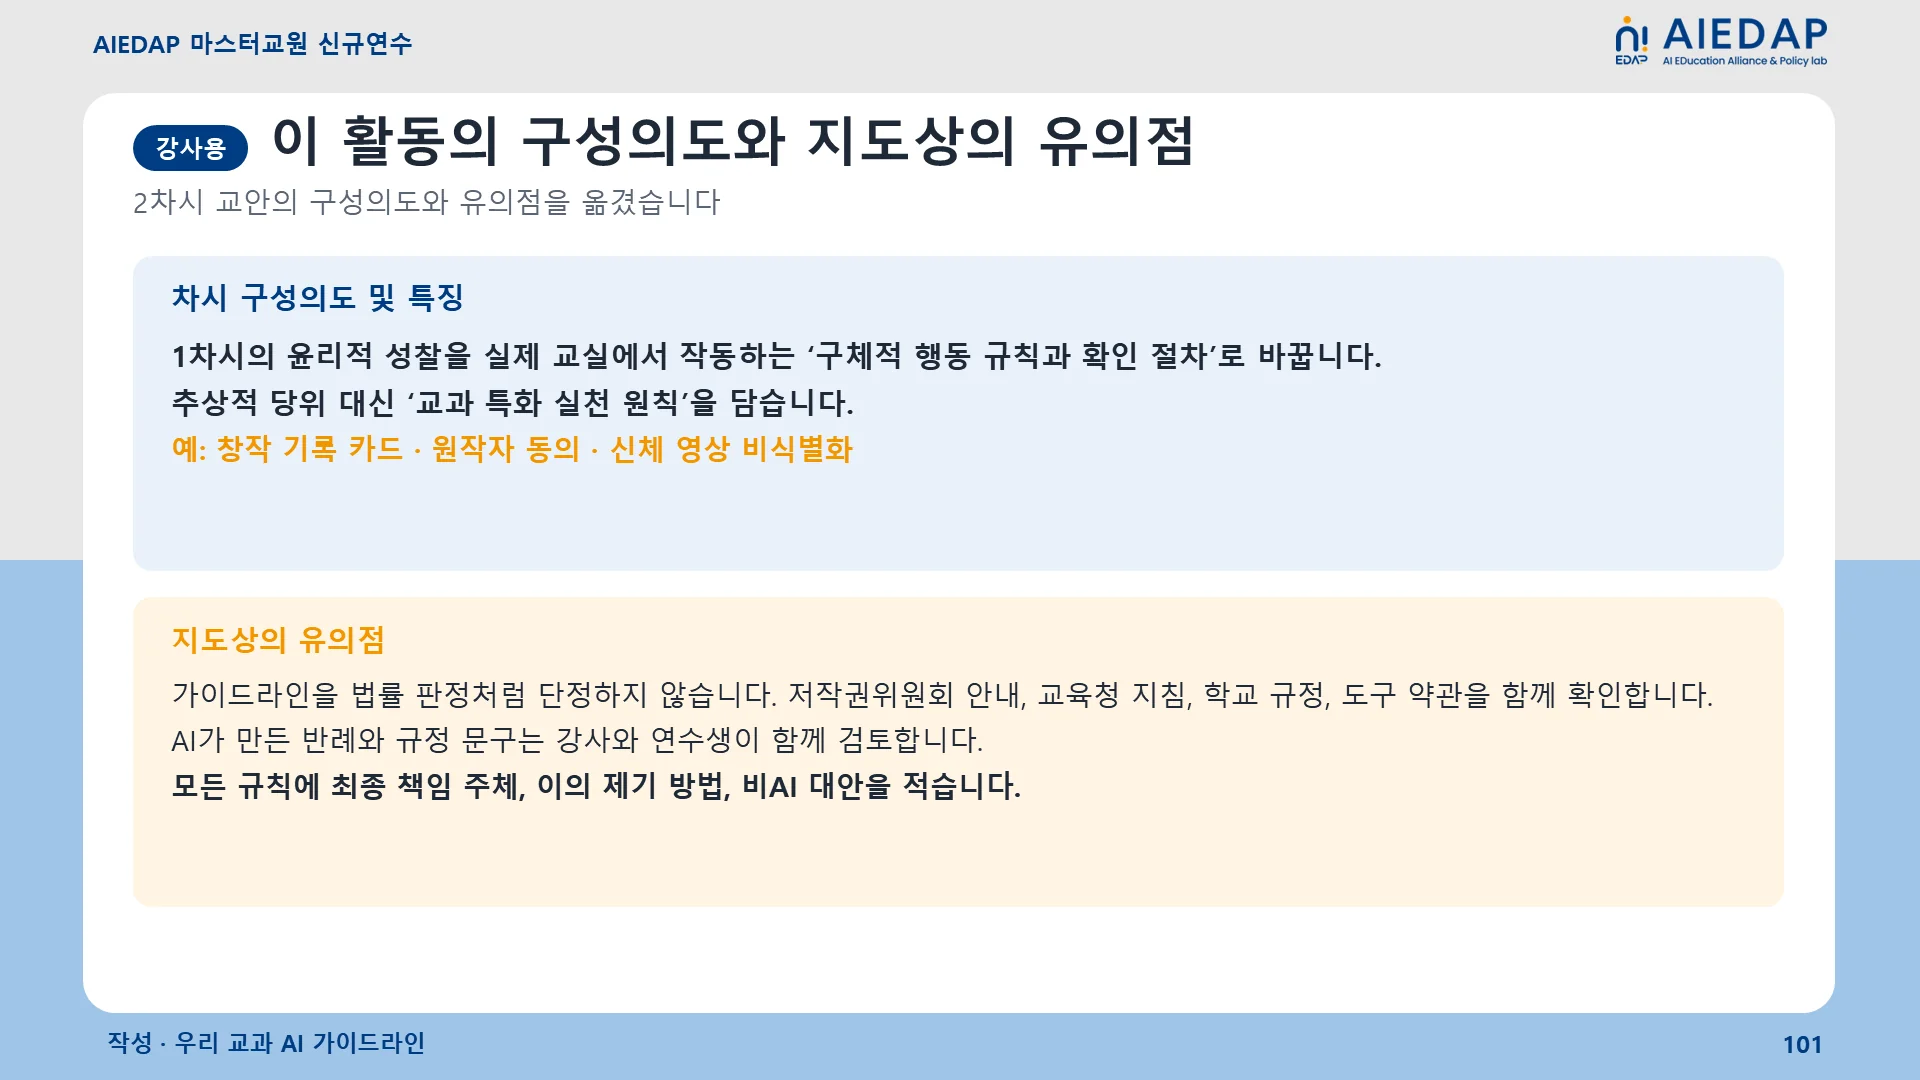 AIEDAP 마스터교원 신규연수
EDAP
AIEDAP
AI EDucation Alliance & Policy lab
강사용
이 활동의 구성의도와 지도상의 유의점
2차시 교안의 구성의도와 유의점을 옮겼습니다
차시 구성의도 및 특징
1차시의 윤리적 성찰을 실제 교실에서 작동하는 ‘구체적 행동 규칙과 확인 절차’로 바꿉니다.
추상적 당위 대신 ‘교과 특화 실천 원칙’을 담습니다.
예: 창작 기록 카드 · 원작자 동의 · 신체 영상 비식별화
지도상의 유의점
가이드라인을 법률 판정처럼 단정하지 않습니다. 저작권위원회 안내, 교육청 지침, 학교 규정, 도구 약관을 함께 확인합니다.
AI가 만든 반례와 규정 문구는 강사와 연수생이 함께 검토합니다.
모든 규칙에 최종 책임 주체, 이의 제기 방법, 비AI 대안을 적습니다.
작성 · 우리 교과 AI 가이드라인
101